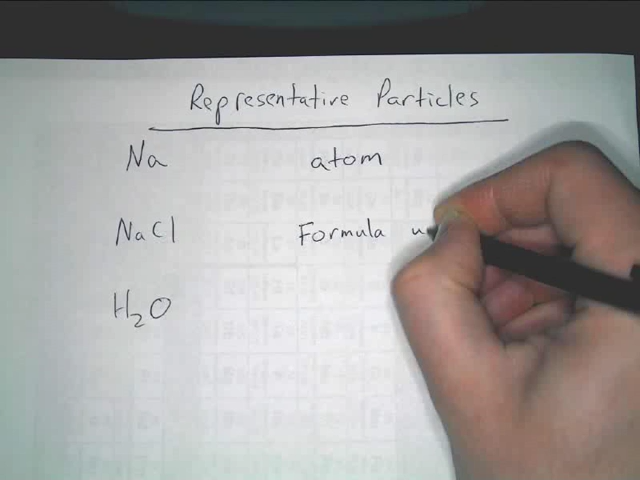 Representative Particles
Na atom
NaCl Formula u
H₂O